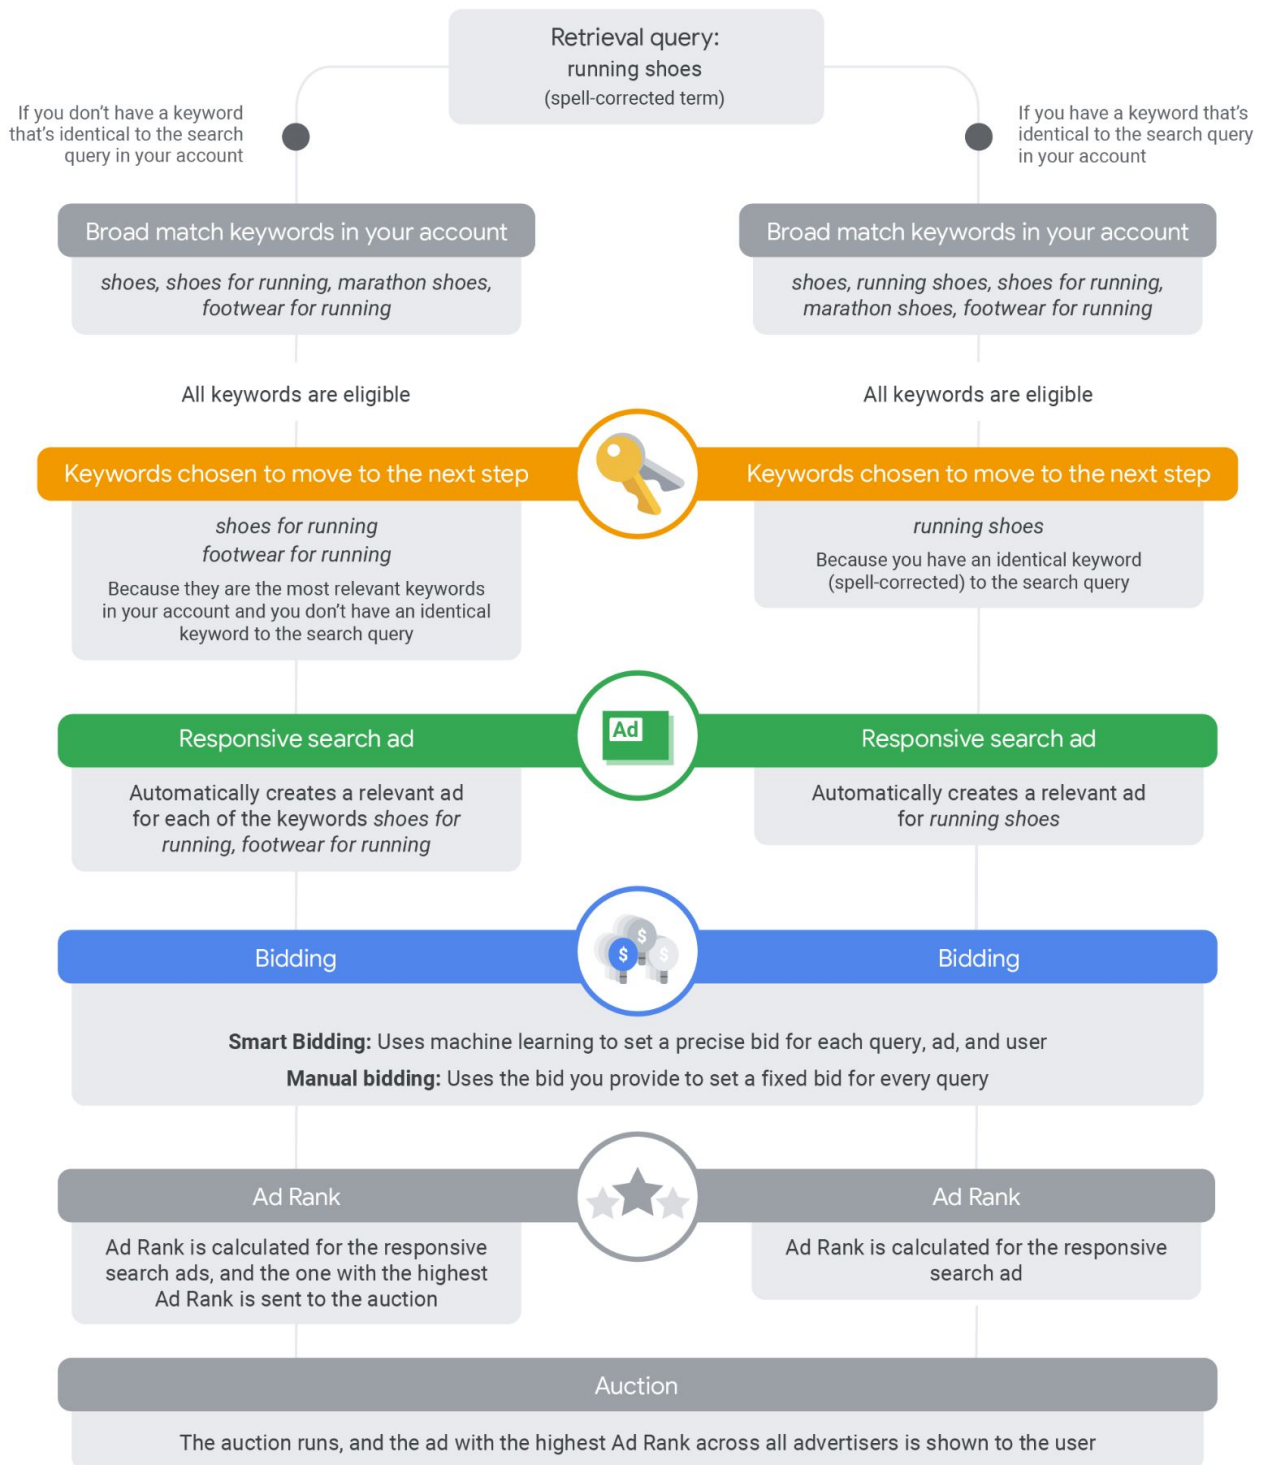 Retrieval query:
running shoes
(spell-corrected term)
If you don't have a keyword
that's identical to the search
query in your account
If you have a keyword that's
identical to the search query
in your account
Broad match keywords in your account
shoes, shoes for running, marathon shoes,
footwear for running
Broad match keywords in your account
shoes, running shoes, shoes for running,
marathon shoes, footwear for running
All keywords are eligible
All keywords are eligible
Keywords chosen to move to the next step
shoes for running
footwear for running
Because they are the most relevant keywords
in your account and you don't have an identical
keyword to the search query
Keywords chosen to move to the next step
running shoes
Because you have an identical keyword
(spell-corrected) to the search query
Responsive search ad
Ad
Responsive search ad
Automatically creates a relevant ad
for each of the keywords shoes for
running, footwear for running
Automatically creates a relevant ad
for running shoes
Bidding
$
$
$
Bidding
Smart Bidding: Uses machine learning to set a precise bid for each query, ad, and user
Manual bidding: Uses the bid you provide to set a fixed bid for every query
Ad Rank
Ad Rank
Ad Rank is calculated for the responsive
search ads, and the one with the highest
Ad Rank is sent to the auction
Ad Rank is calculated for the responsive
search ad
Auction
The auction runs, and the ad with the highest Ad Rank across all advertisers is shown to the user